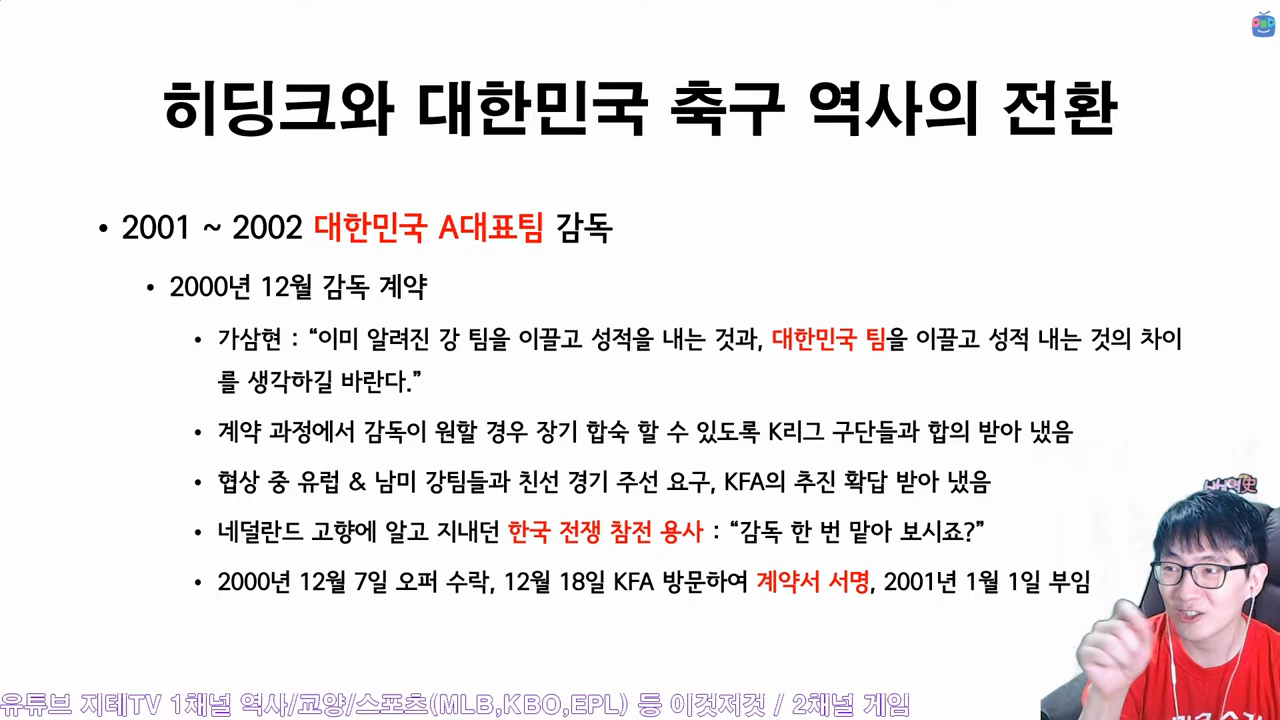 히딩크와 대한민국 축구 역사의 전환
• 2001 ~ 2002 대한민국 A대표팀 감독
• 2000년 12월 감독 계약
• 가삼현 : “이미 알려진 강 팀을 이끌고 성적을 내는 것과, 대한민국 팀을 이끌고 성적 내는 것의 차이
를 생각하길 바란다.”
• 계약 과정에서 감독이 원할 경우 장기 합숙 할 수 있도록 K리그 구단들과 합의 받아 냈음
• 협상 중 유럽 & 남미 강팀들과 친선 경기 주선 요구, KFA의 추진 확답 받아 냈음
• 네덜란드 고향에 알고 지내던 한국 전쟁 참전 용사 : “감독 한 번 맡아 보시죠?”
• 2000년 12월 7일 오퍼 수락, 12월 18일 KFA 방문하여 계약서 서명, 2001년 1월 1일 부임
유튜브 지테TV 1채널 역사/교양/스포츠(MLB,KBO,EPL) 등 이것저것 / 2채널 게임